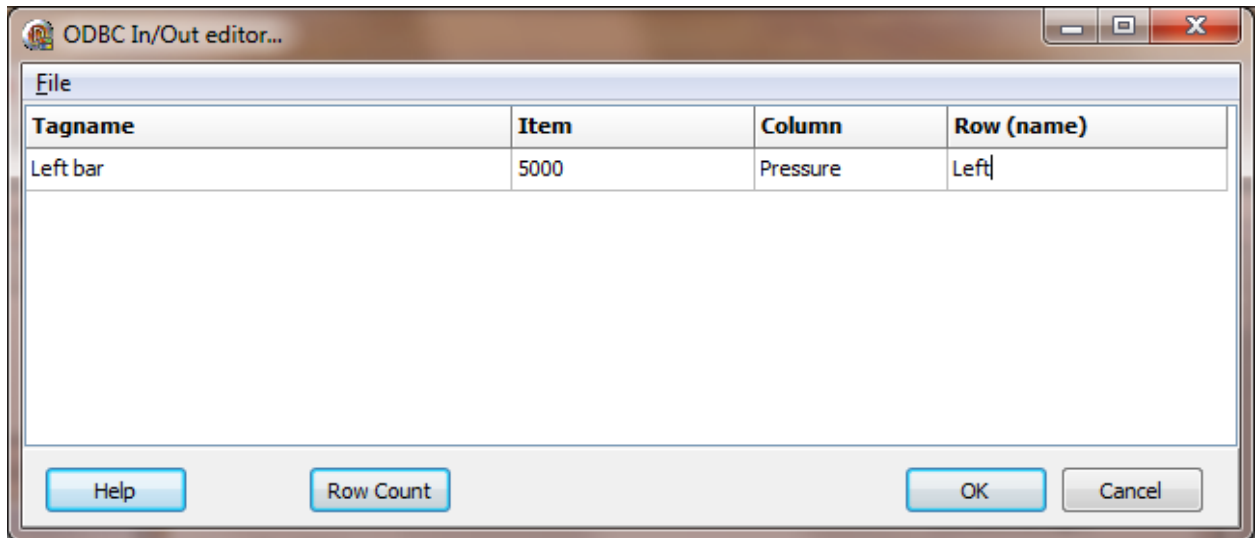 ODBC In/Out editor...
File
Tagname Item Column Row (name)
Left bar 5000 Pressure Left
Help Row Count OK Cancel